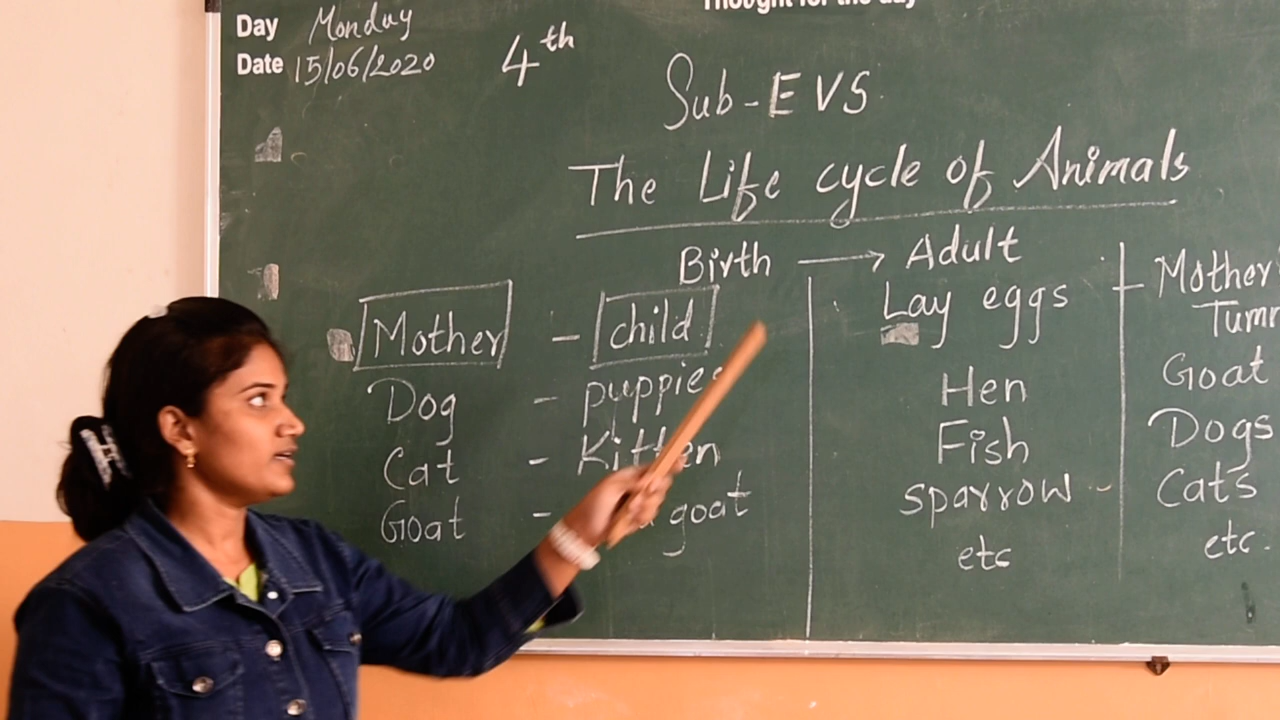 Thought for the day
Day Monday
Date 15/06/2020
4th
Sub-EVS
The Life cycle of Animals
Birth → Adult
Mother - child
Dog - puppies
Cat - Kitten
Goat - goat
Lay eggs
Hen
Fish
sparrow
etc
Mother
Goat
Dogs
Cats
etc.